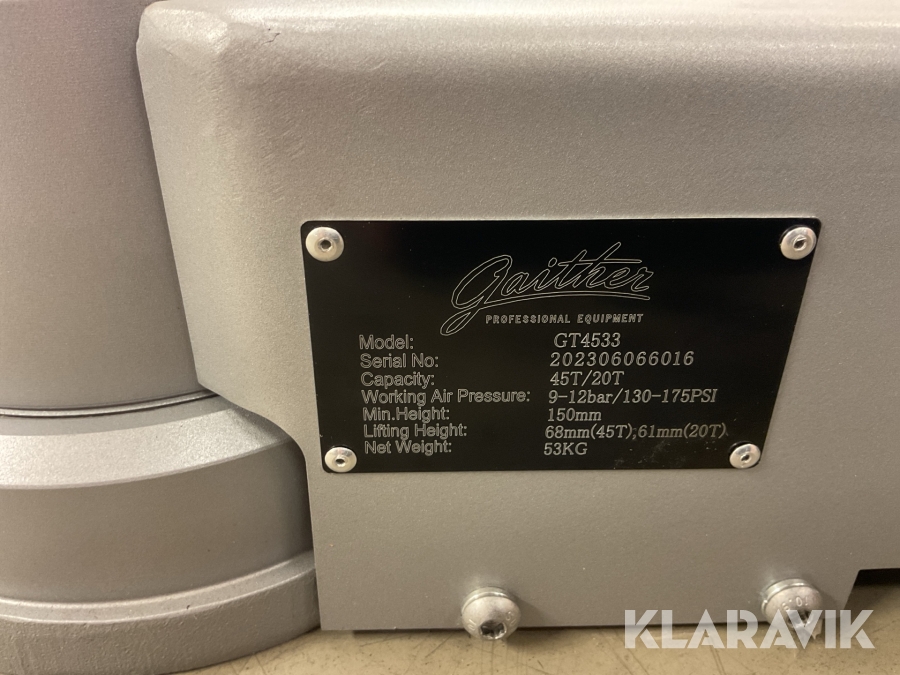 Gaither
PROFESSIONAL EQUIPMENT
Model: GT4533
Serial No: 202306066016
Capacity: 45T/20T
Working Air Pressure: 9-12bar/130-175PSI
Min.Height: 150mm
Lifting Height: 68mm(45T);61mm(20T)
Net Weight: 53KG
KLARAVIK